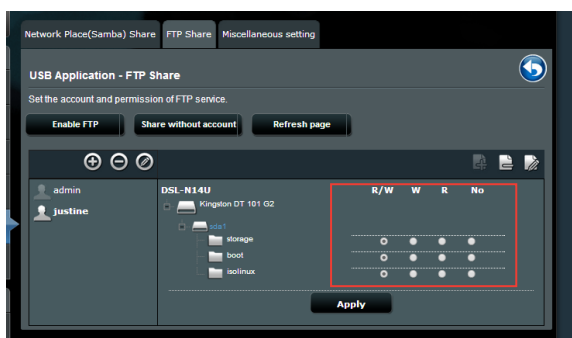 Network Place(Samba) Share FTP Share Miscellaneous setting
USB Application - FTP Share
Set the account and permission of FTP service.
Enable FTP Share without account Refresh page
admin
justine
DSL-N14U R/W W R No
Kingston DT 101 G2
sda1
storage
boot
isolinux
Apply